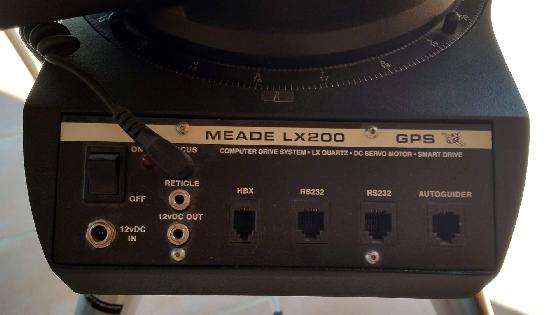 MEADE LX200 GPS
COMPUTER DRIVE SYSTEM • LX QUARTZ • DC SERVO MOTOR • SMART DRIVE
ON
OCUS
OFF
RETICLE
12vDC OUT
12vDC
IN
HBX
RS232
RS232
AUTOGUIDER